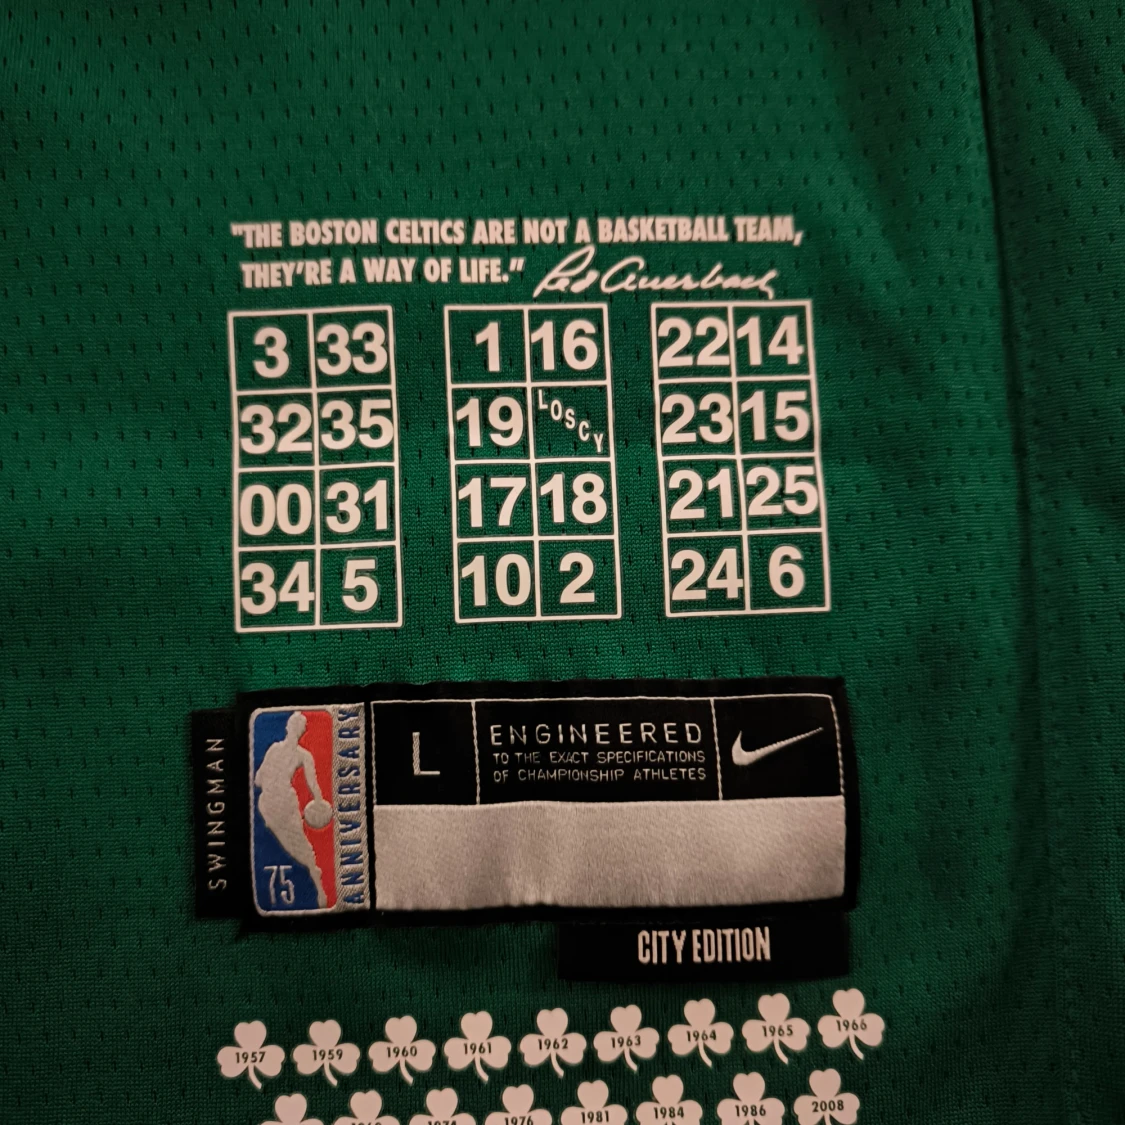 "THE BOSTON CELTICS ARE NOT A BASKETBALL TEAM,
THEY'RE A WAY OF LIFE." Red Auerbach
3 33
32 35
00 31
34 5
1 16
19 LOSCY
17 18
10 2
22 14
23 15
21 25
24 6
SWINGMAN
75
ANNIVERSARY
L
ENGINEERED
TO THE EXACT SPECIFICATIONS
OF CHAMPIONSHIP ATHLETES
CITY EDITION
1957 1959 1960 1961 1962 1963 1964 1965 1966
1976 1981 1984 1986 2008